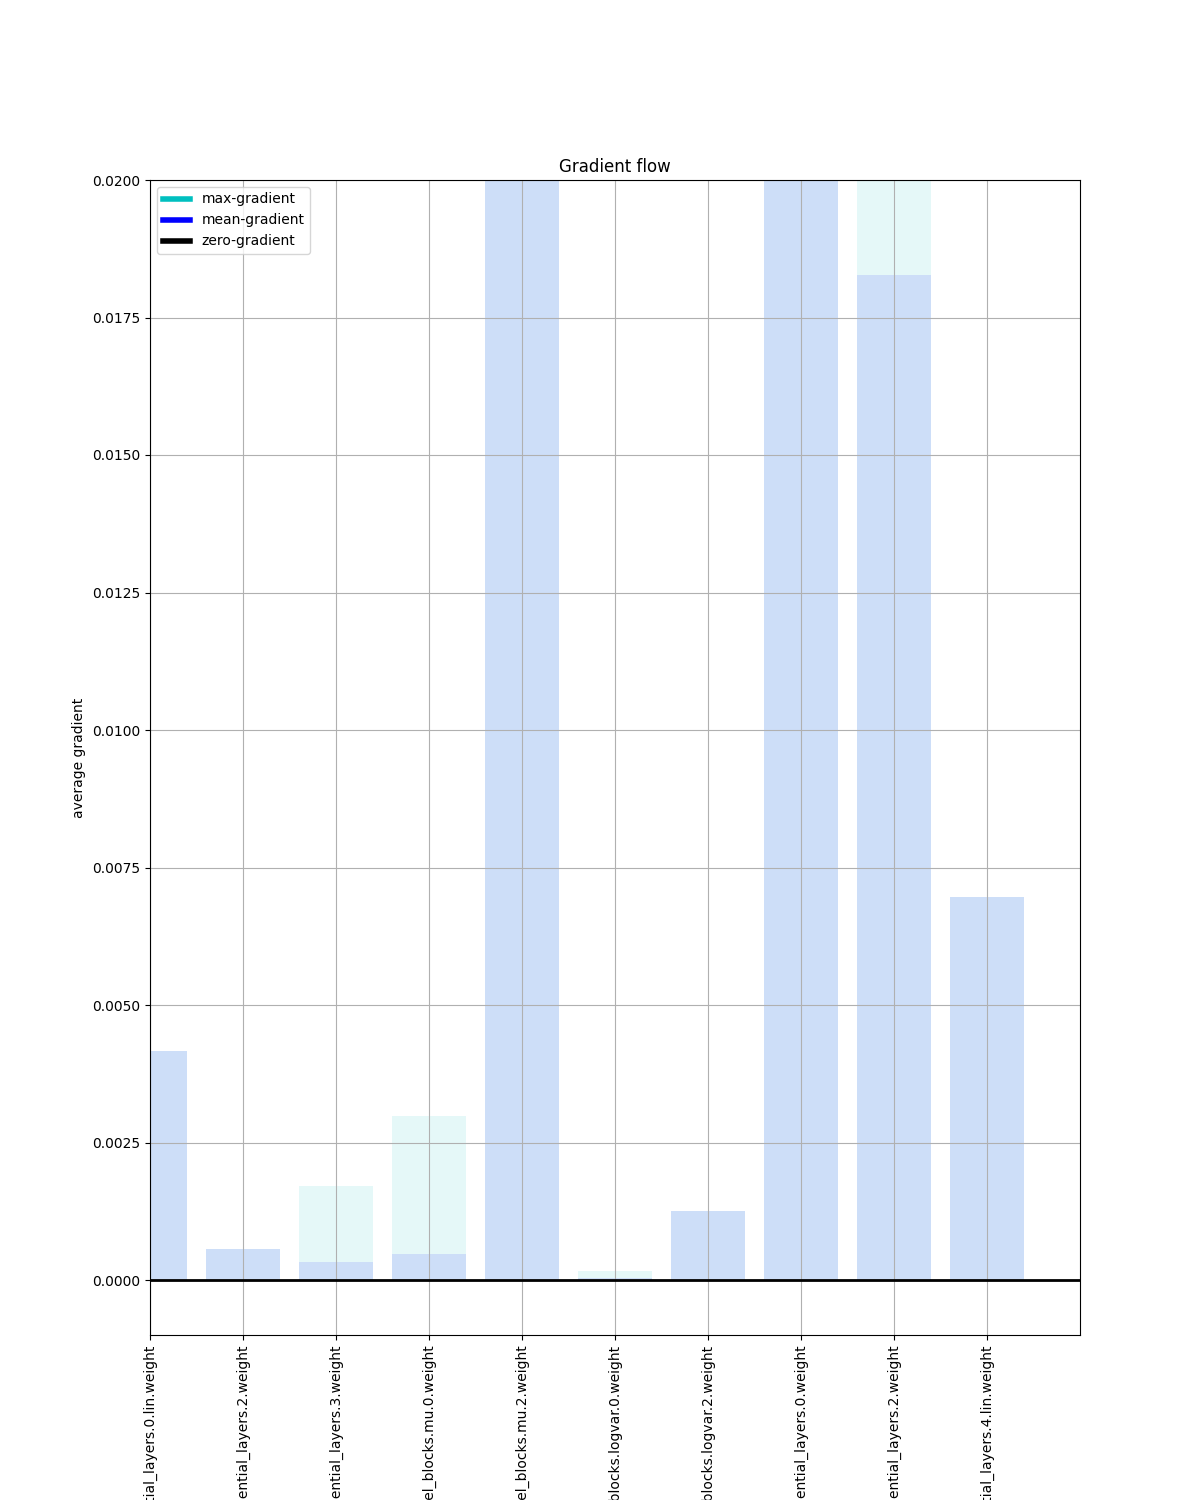 Gradient flow
max-gradient
mean-gradient
zero-gradient
0.0200
0.0175
0.0150
0.0125
0.0100
0.0075
0.0050
0.0025
0.0000
average gradient
tial_layers.0.lin.weight
ential_layers.2.weight
ential_layers.3.weight
el_blocks.mu.0.weight
el_blocks.mu.2.weight
blocks.logvar.0.weight
blocks.logvar.2.weight
ential_layers.0.weight
ential_layers.2.weight
tial_layers.4.lin.weight